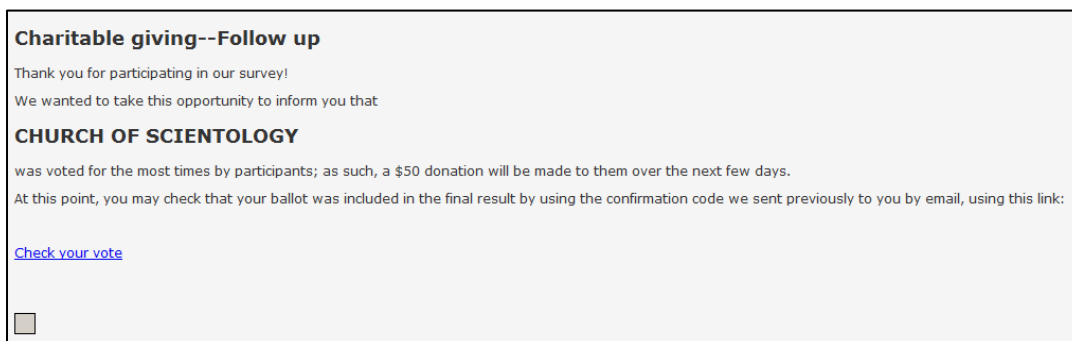 Charitable giving--Follow up
Thank you for participating in our survey!
We wanted to take this opportunity to inform you that
CHURCH OF SCIENTOLOGY
was voted for the most times by participants; as such, a $50 donation will be made to them over the next few days.
At this point, you may check that your ballot was included in the final result by using the confirmation code we sent previously to you by email, using this link:
Check your vote